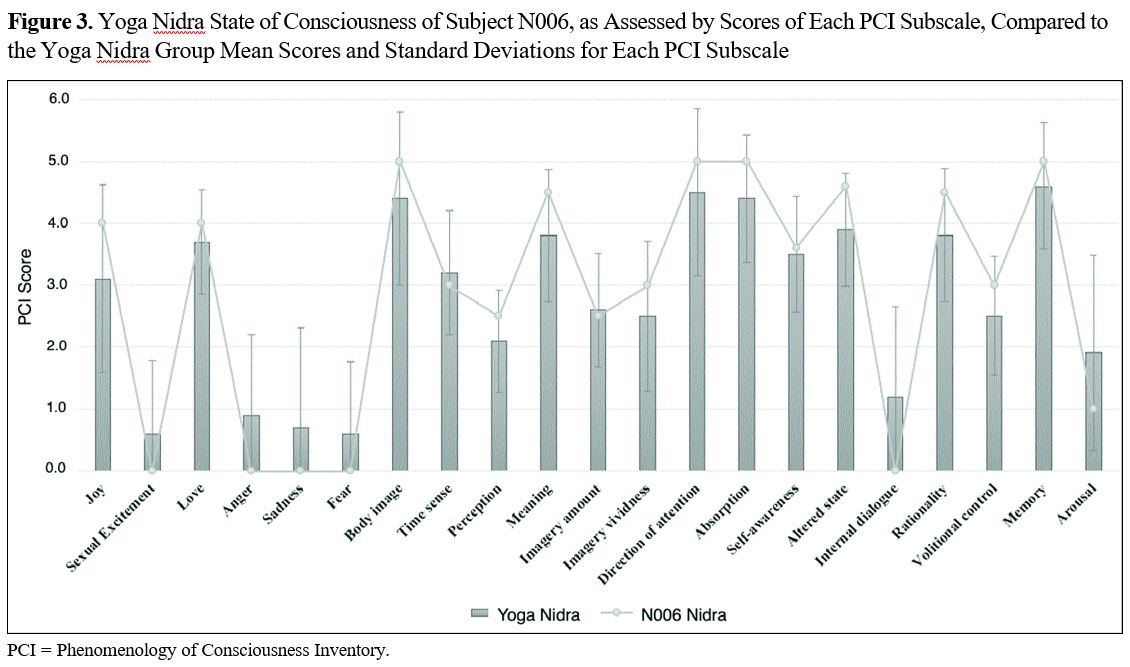 Figure 3. Yoga Nidra State of Consciousness of Subject N006, as Assessed by Scores of Each PCI Subscale, Compared to
the Yoga Nidra Group Mean Scores and Standard Deviations for Each PCI Subscale
6.0
5.0
4.0
3.0
2.0
1.0
0.0
PCI Score
Joy
Sexual Excitement
Love
Anger
Sadness
Fear
Body image
Time sense
Perception
Meaning
Imagery amount
Imagery vividness
Direction of attention
Absorption
Self-awareness
Altered state
Internal dialogue
Rationality
Volitional control
Memory
Arousal
Yoga Nidra
N006 Nidra
PCI = Phenomenology of Consciousness Inventory.